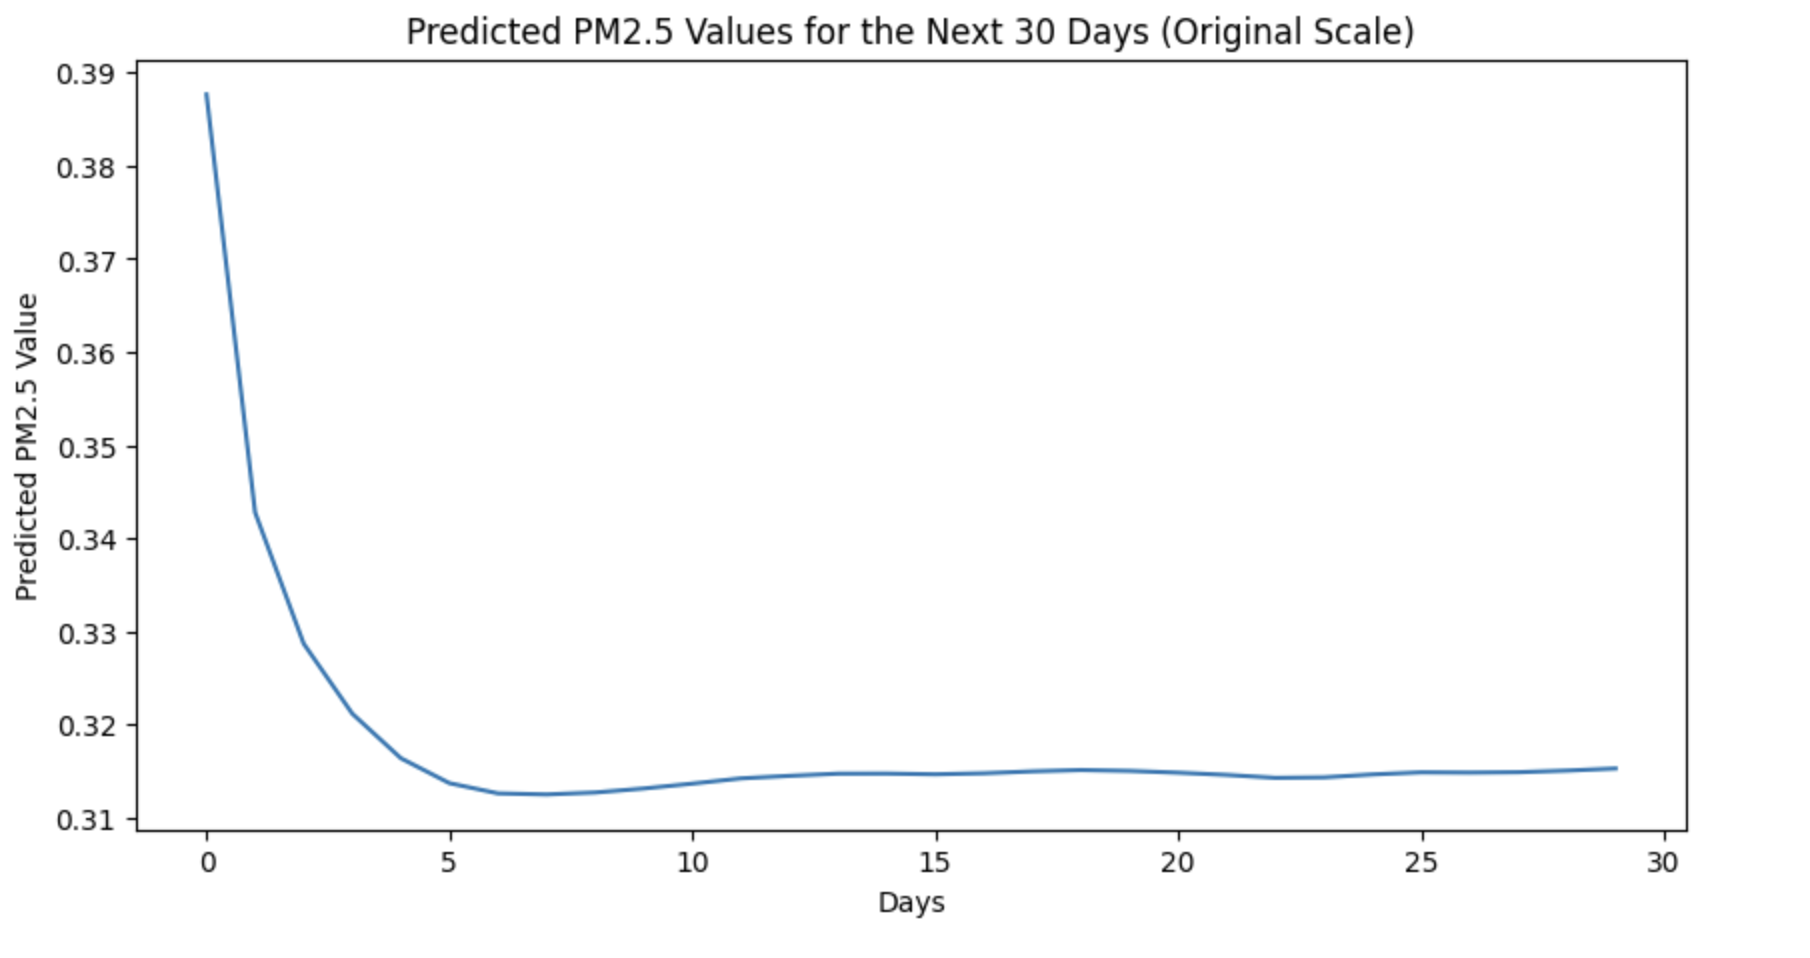 Predicted PM2.5 Values for the Next 30 Days (Original Scale)
0.39
0.38
0.37
0.36
0.35
0.34
0.33
0.32
0.31
Predicted PM2.5 Value
0 5 10 15 20 25 30
Days